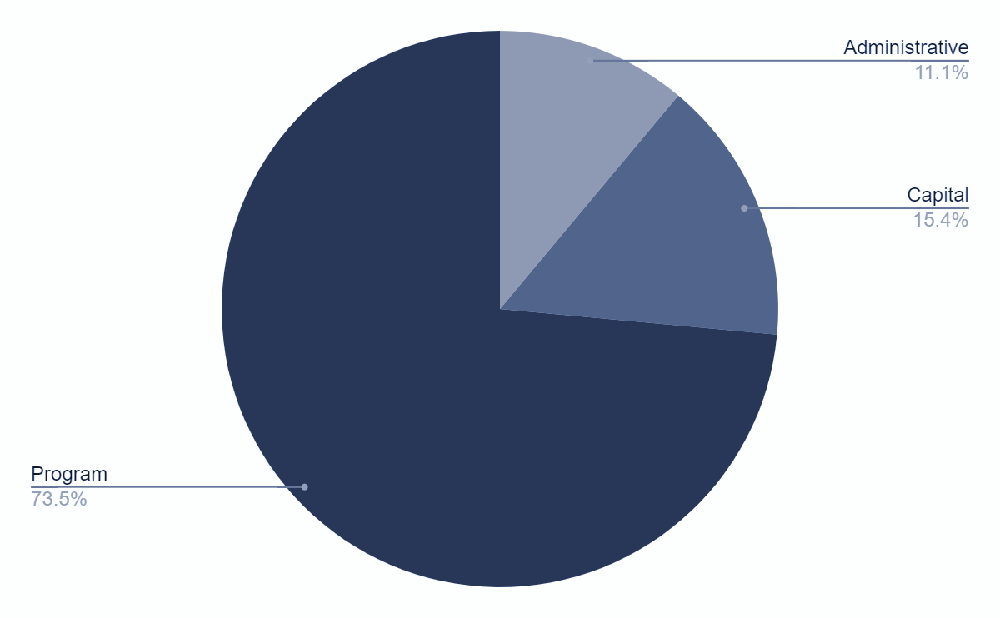 Administrative
11.1%
Capital
15.4%
Program
73.5%